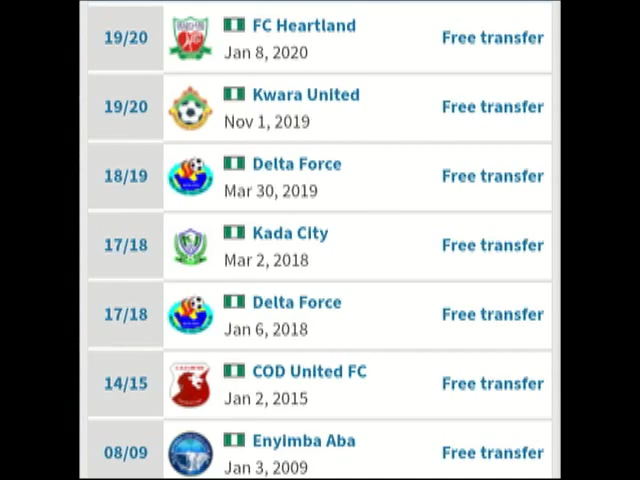 19/20 FC Heartland Free transfer
Jan 8, 2020
19/20 Kwara United Free transfer
Nov 1, 2019
18/19 Delta Force Free transfer
Mar 30, 2019
17/18 Kada City Free transfer
Mar 2, 2018
17/18 Delta Force Free transfer
Jan 6, 2018
14/15 COD United FC Free transfer
Jan 2, 2015
08/09 Enyimba Aba Free transfer
Jan 3, 2009